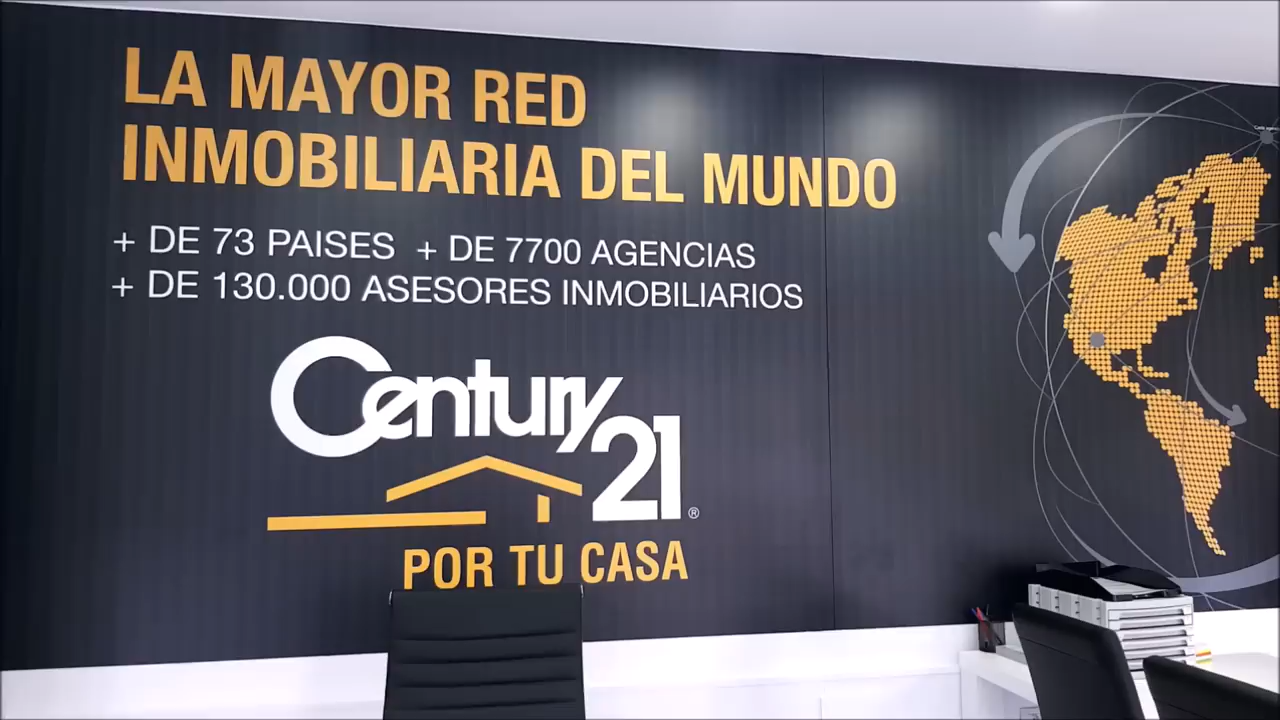 LA MAYOR RED
INMOBILIARIA DEL MUNDO
+ DE 73 PAISES + DE 7700 AGENCIAS
+ DE 130.000 ASESORES INMOBILIARIOS
Century
21®
POR TU CASA